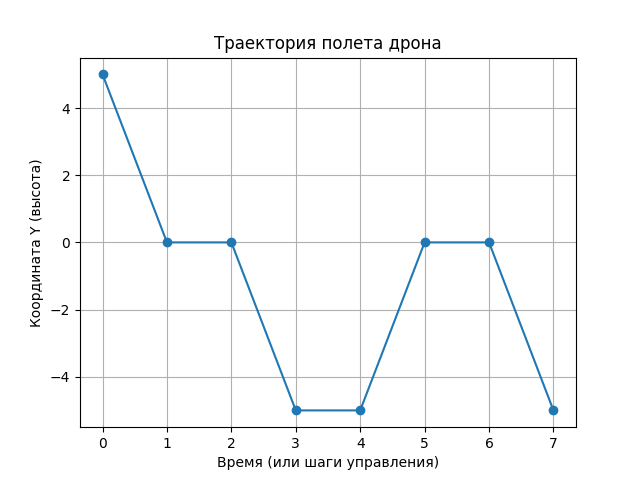 Траектория полета дрона
Координата Y (высота)
4
2
0
−2
−4
0 1 2 3 4 5 6 7
Время (или шаги управления)